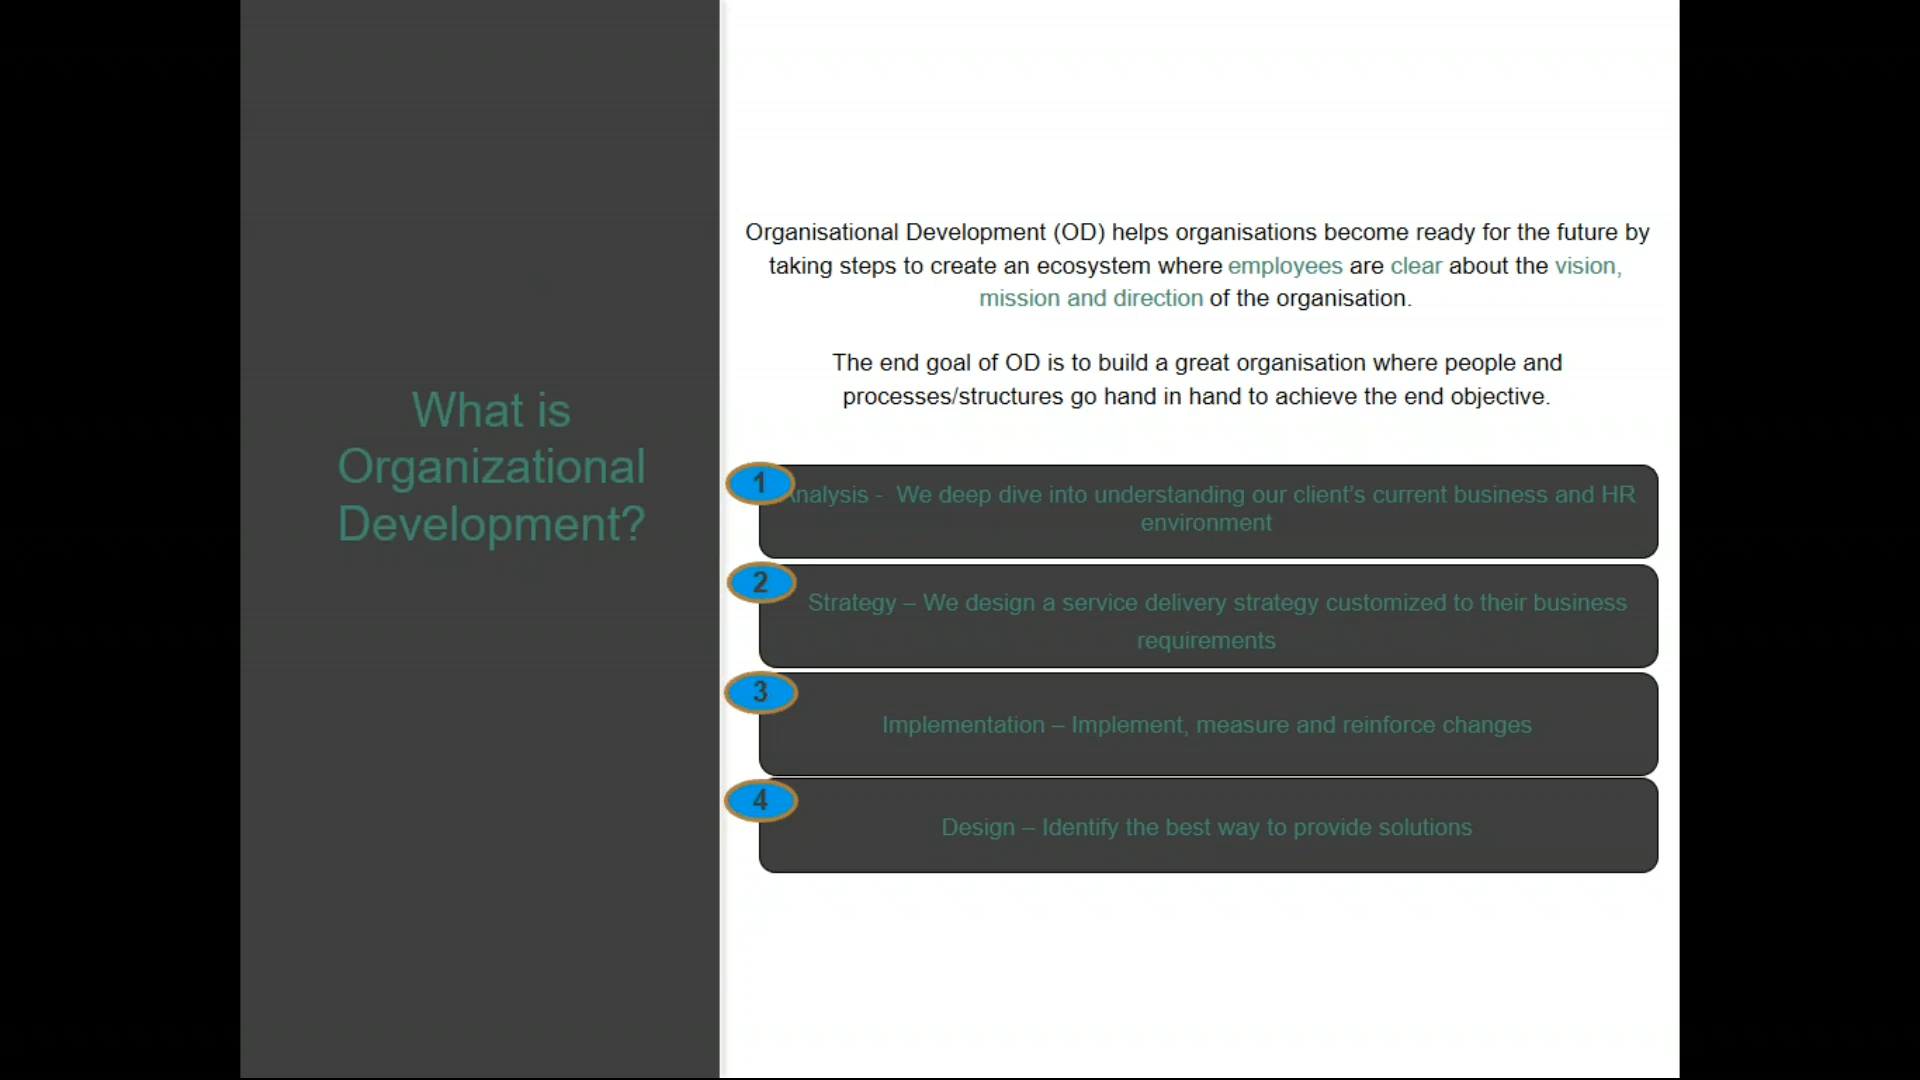 What is
Organizational
Development?
Organisational Development (OD) helps organisations become ready for the future by
taking steps to create an ecosystem where employees are clear about the vision,
mission and direction of the organisation.
The end goal of OD is to build a great organisation where people and
processes/structures go hand in hand to achieve the end objective.
1
Analysis - We deep dive into understanding our client's current business and HR
environment
2
Strategy – We design a service delivery strategy customized to their business
requirements
3
Implementation – Implement, measure and reinforce changes
4
Design – Identify the best way to provide solutions